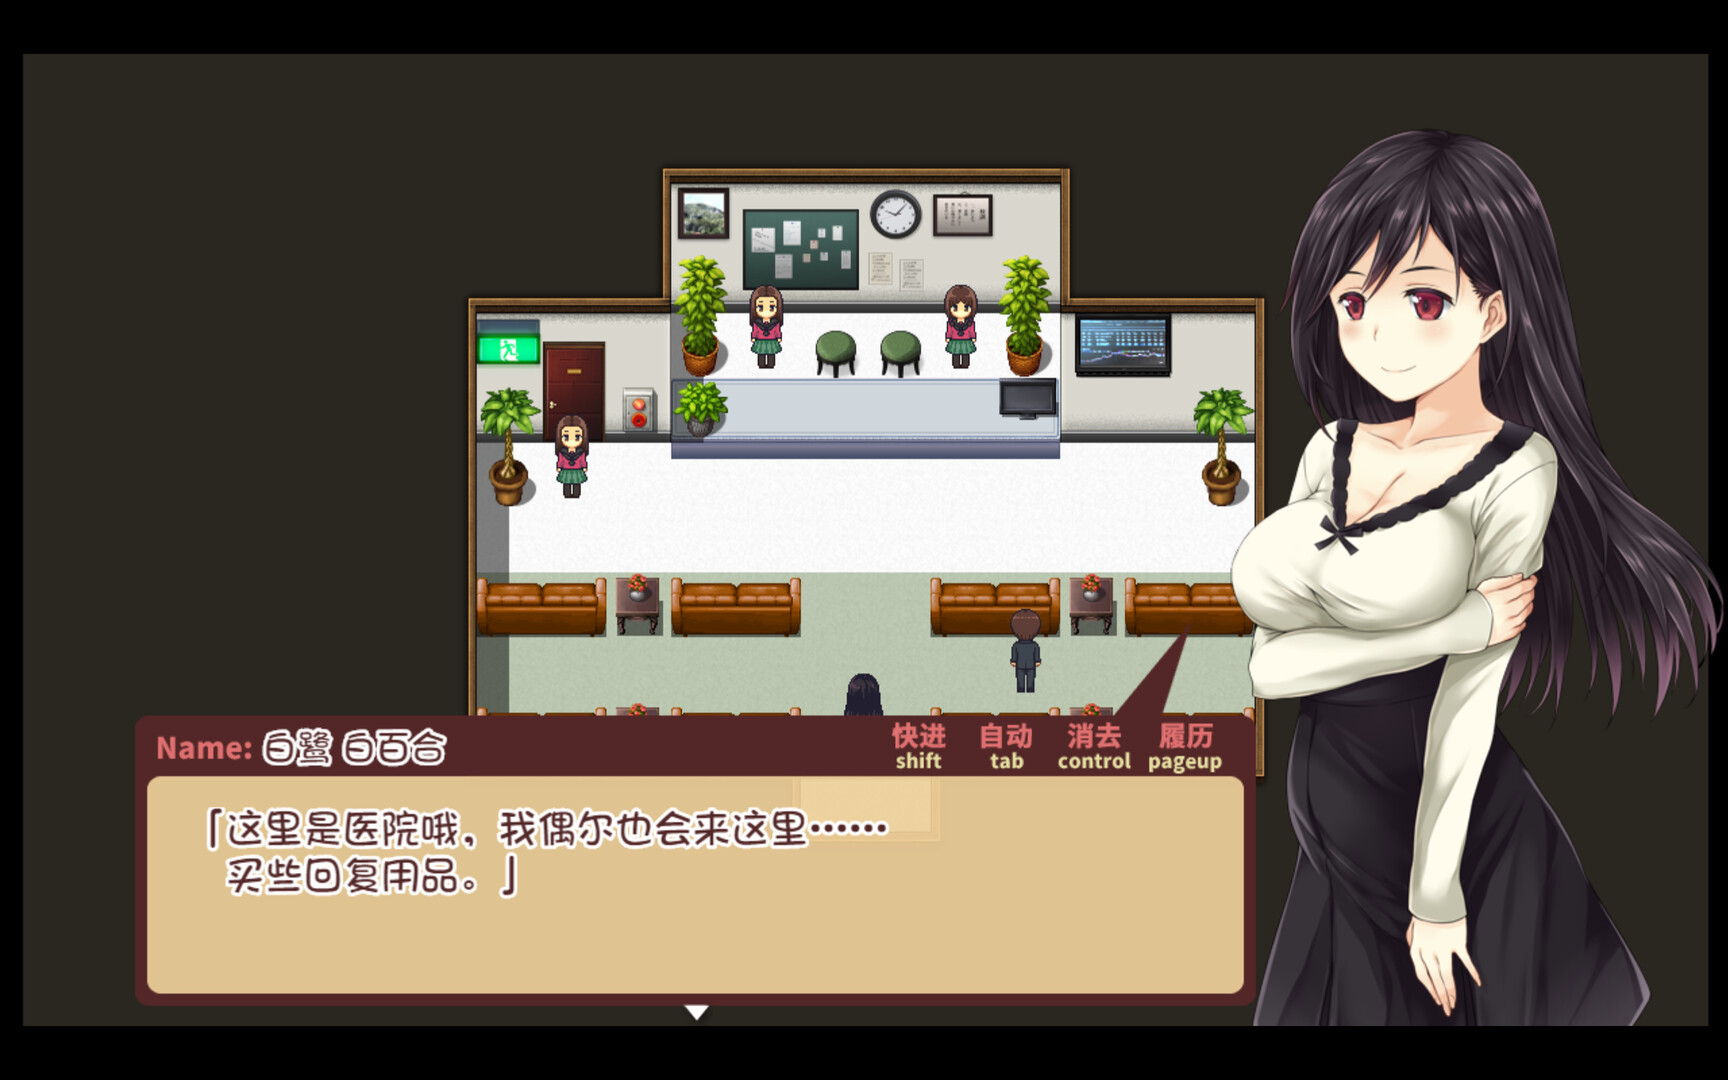 Name: 白鹭 白百合
快进 自动 消去 履历
shift tab control pageup
「这里是医院哦，我偶尔也会来这里……
买些回复用品。」